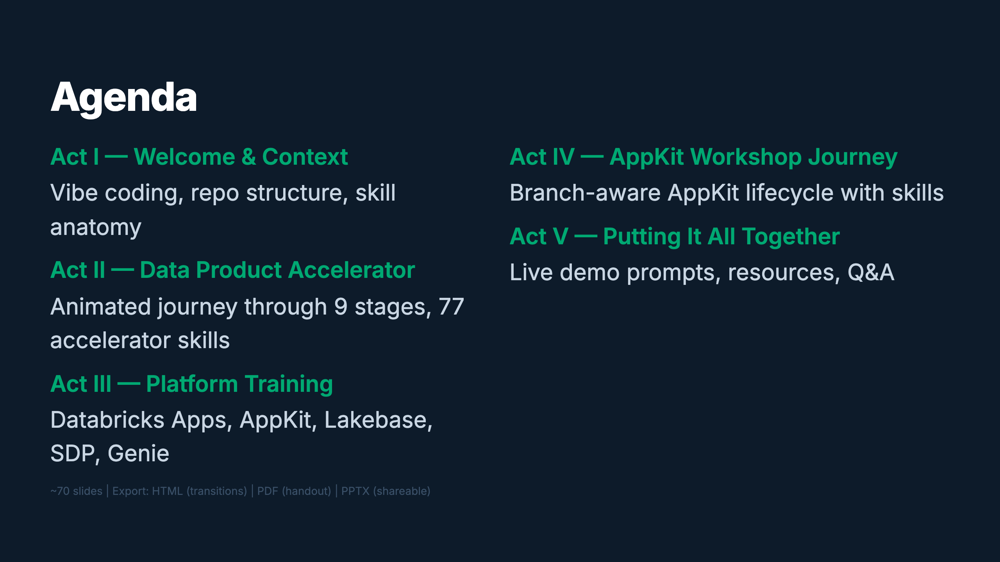 Agenda
Act I — Welcome & Context
Vibe coding, repo structure, skill
anatomy
Act II — Data Product Accelerator
Animated journey through 9 stages, 77
accelerator skills
Act III — Platform Training
Databricks Apps, AppKit, Lakebase,
SDP, Genie
Act IV — AppKit Workshop Journey
Branch-aware AppKit lifecycle with skills
Act V — Putting It All Together
Live demo prompts, resources, Q&A
~70 slides | Export: HTML (transitions) | PDF (handout) | PPTX (shareable)